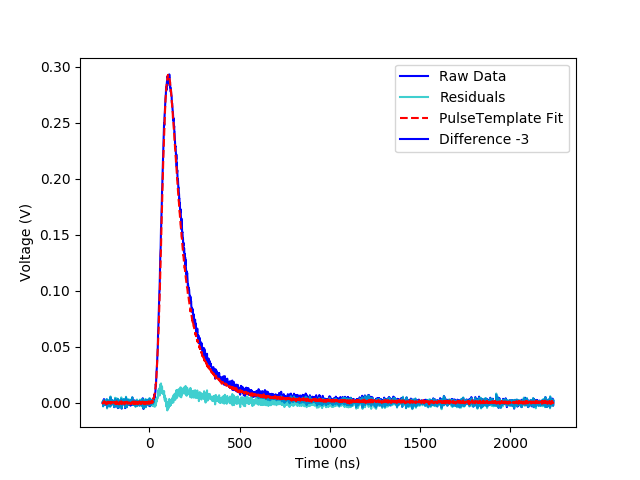 0.30
0.25
0.20
0.15
0.10
0.05
0.00
Voltage (V)
Raw Data
Residuals
PulseTemplate Fit
Difference -3
0
500
1000
1500
2000
Time (ns)